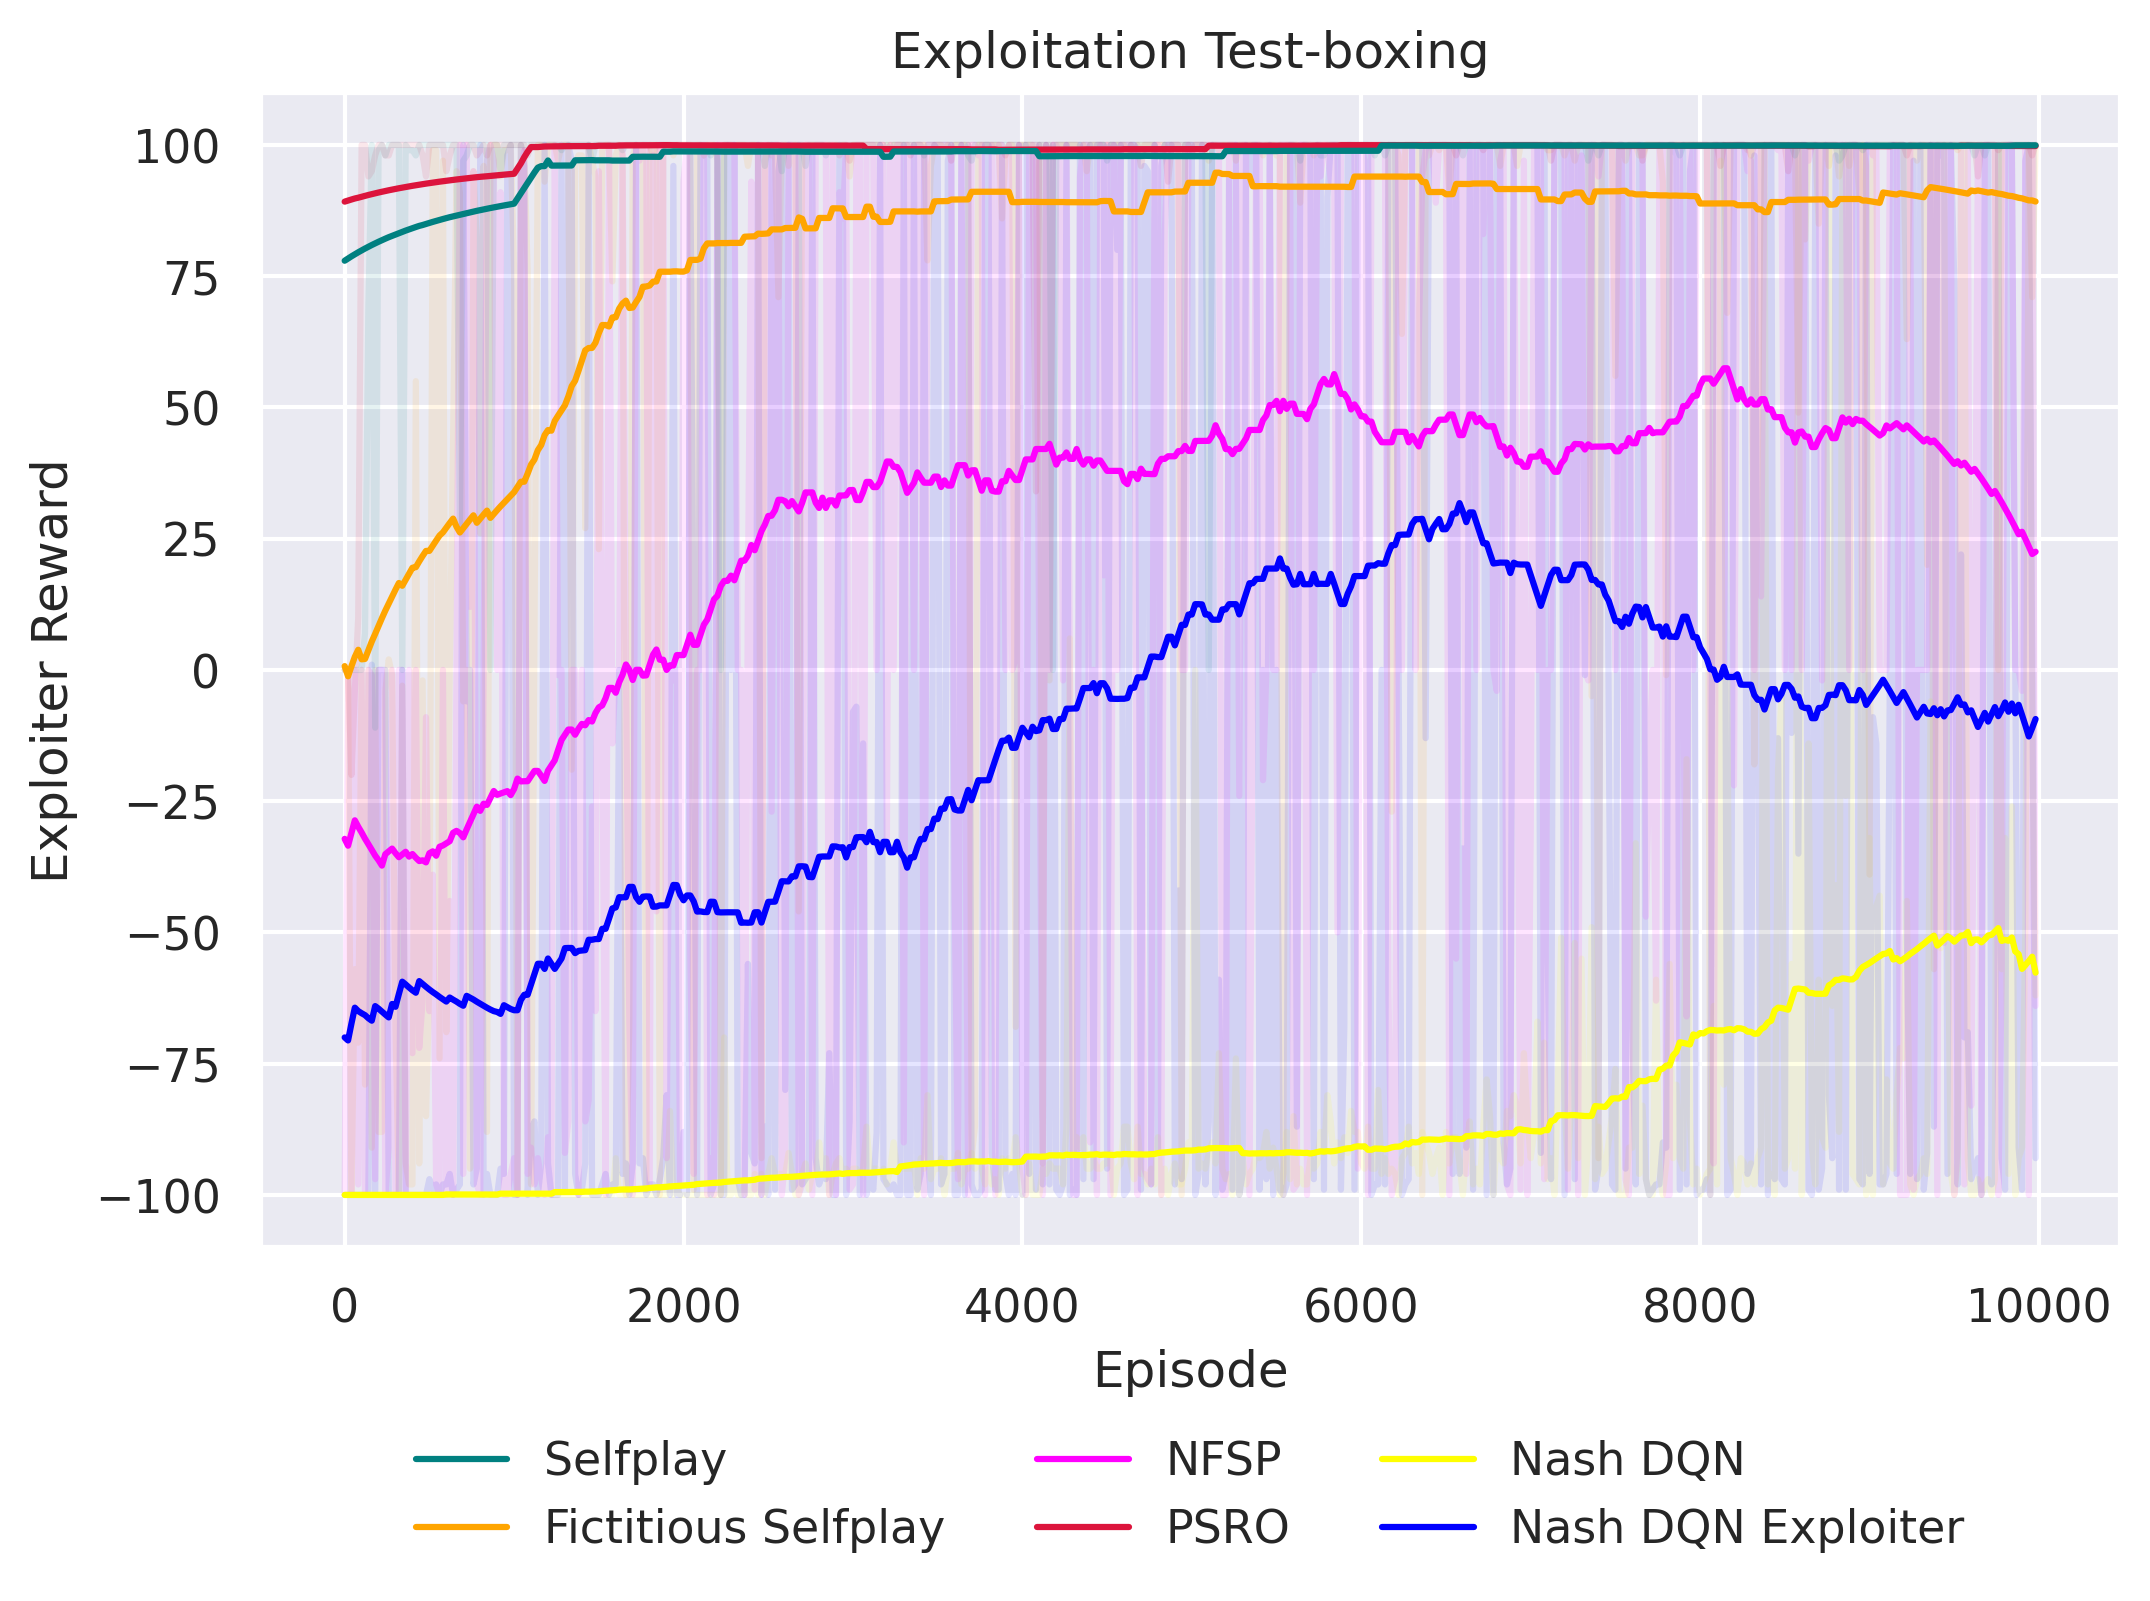 Exploitation Test-boxing
Exploiter Reward
100
75
50
25
0
−25
−50
−75
−100
0 2000 4000 6000 8000 10000
Episode
Selfplay NFSP Nash DQN
Fictitious Selfplay PSRO Nash DQN Exploiter